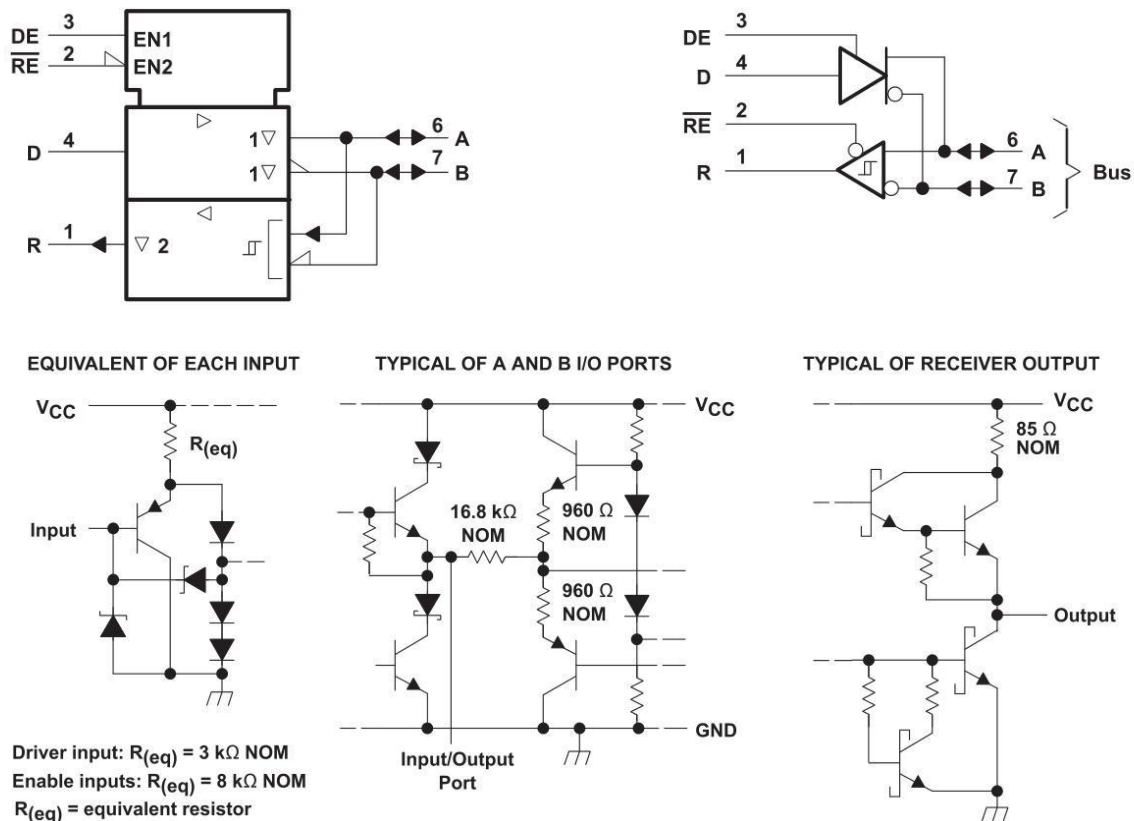 DE 3 EN1
RE 2 EN2
D 4 1 6 A
1 7 B
R 1 2
3
DE
4
D
2
RE
6 A
1
R
7 B
Bus
EQUIVALENT OF EACH INPUT
VCC
R(eq)
Input
Driver input: R(eq) = 3 kΩ NOM
Enable inputs: R(eq) = 8 kΩ NOM
R(eq) = equivalent resistor
TYPICAL OF A AND B I/O PORTS
VCC
16.8 kΩ
NOM
960 Ω
NOM
960 Ω
NOM
GND
Input/Output
Port
TYPICAL OF RECEIVER OUTPUT
VCC
85 Ω
NOM
Output